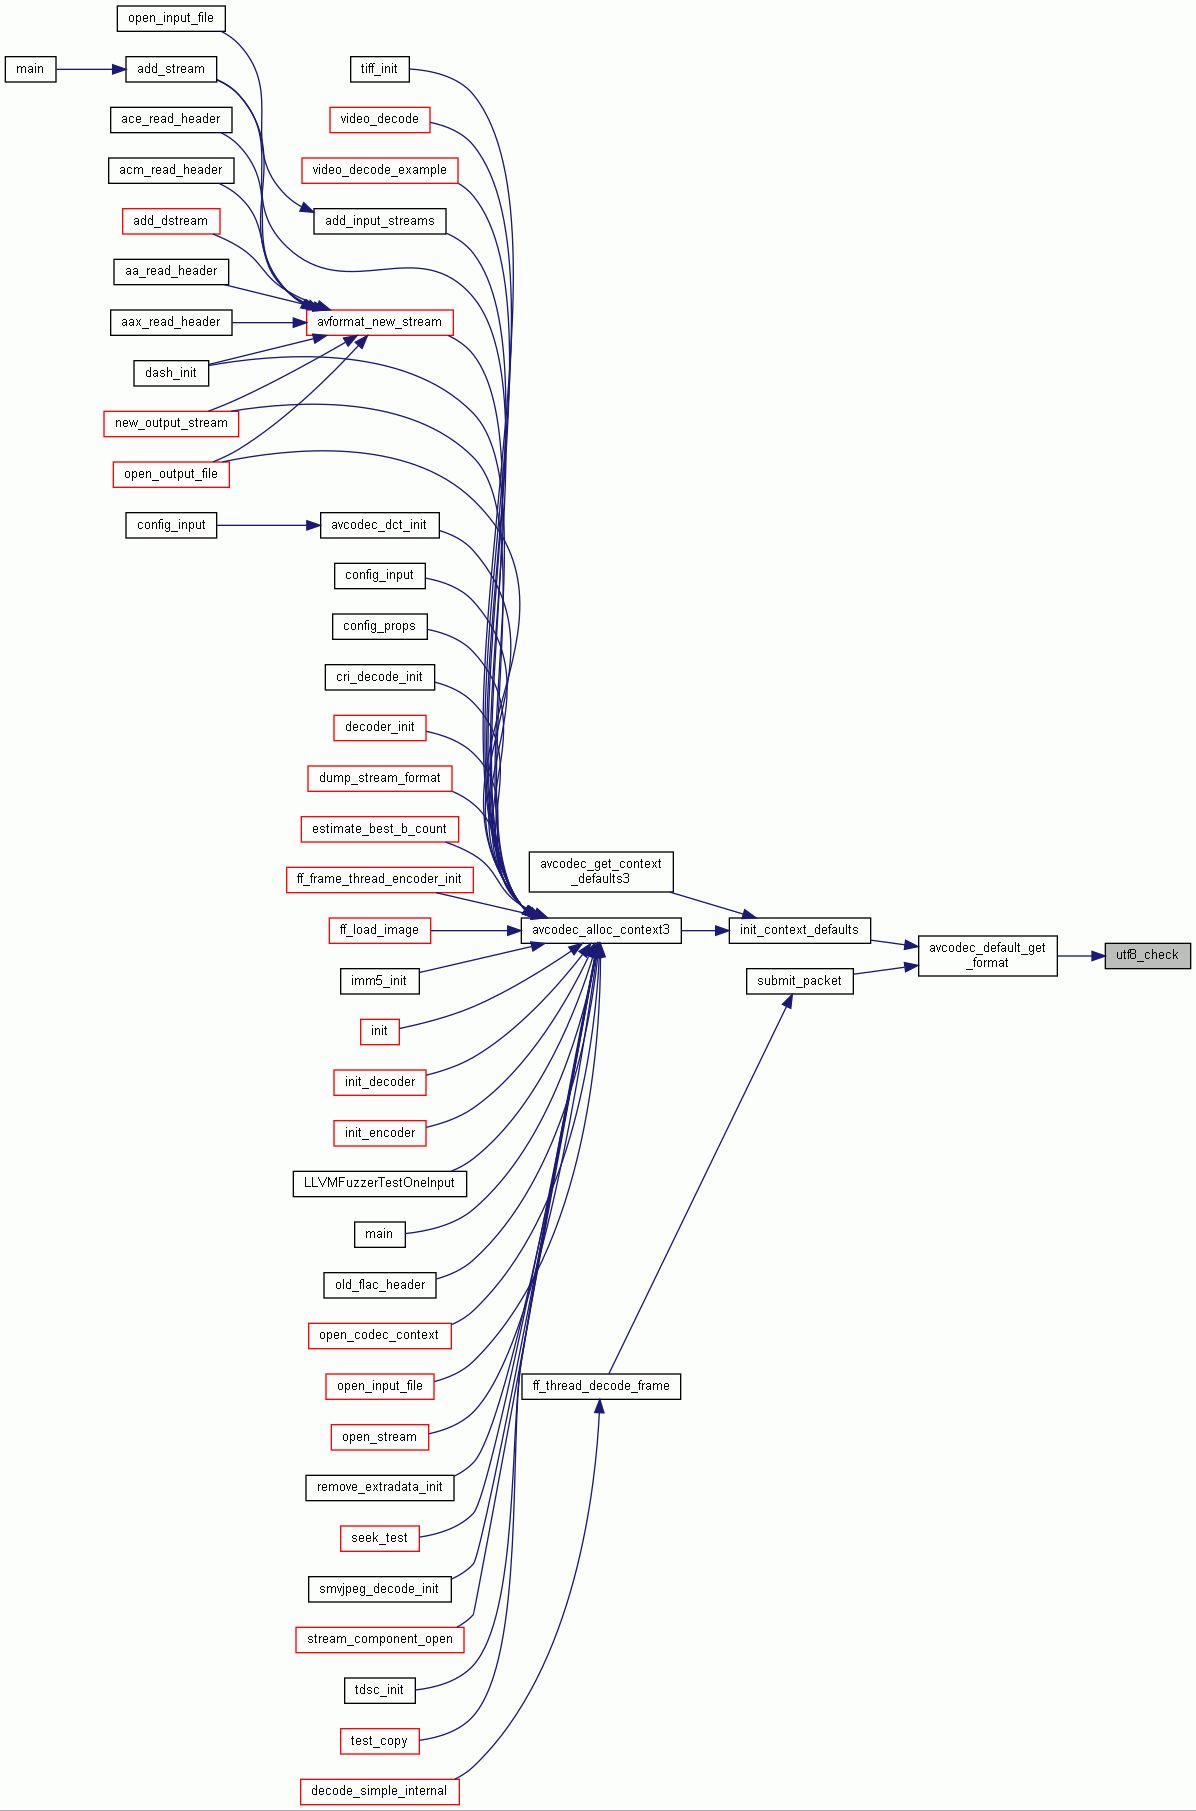 open_input_file
main
add_stream
tiff_init
ace_read_header
video_decode
acm_read_header
video_decode_example
add_dstream
add_input_streams
aa_read_header
aax_read_header
avformat_new_stream
dash_init
new_output_stream
open_output_file
config_input
avcodec_dct_init
config_input
config_props
cri_decode_init
decoder_init
dump_stream_format
estimate_best_b_count
avcodec_get_context
_defaults3
ff_frame_thread_encoder_init
ff_load_image
avcodec_alloc_context3
init_context_defaults
avcodec_default_get
_format
utf8_check
imm5_init
submit_packet
init
init_decoder
init_encoder
LLVMFuzzerTestOneInput
main
old_flac_header
open_codec_context
open_input_file
ff_thread_decode_frame
open_stream
remove_extradata_init
seek_test
smvjpeg_decode_init
stream_component_open
tdsc_init
test_copy
decode_simple_internal